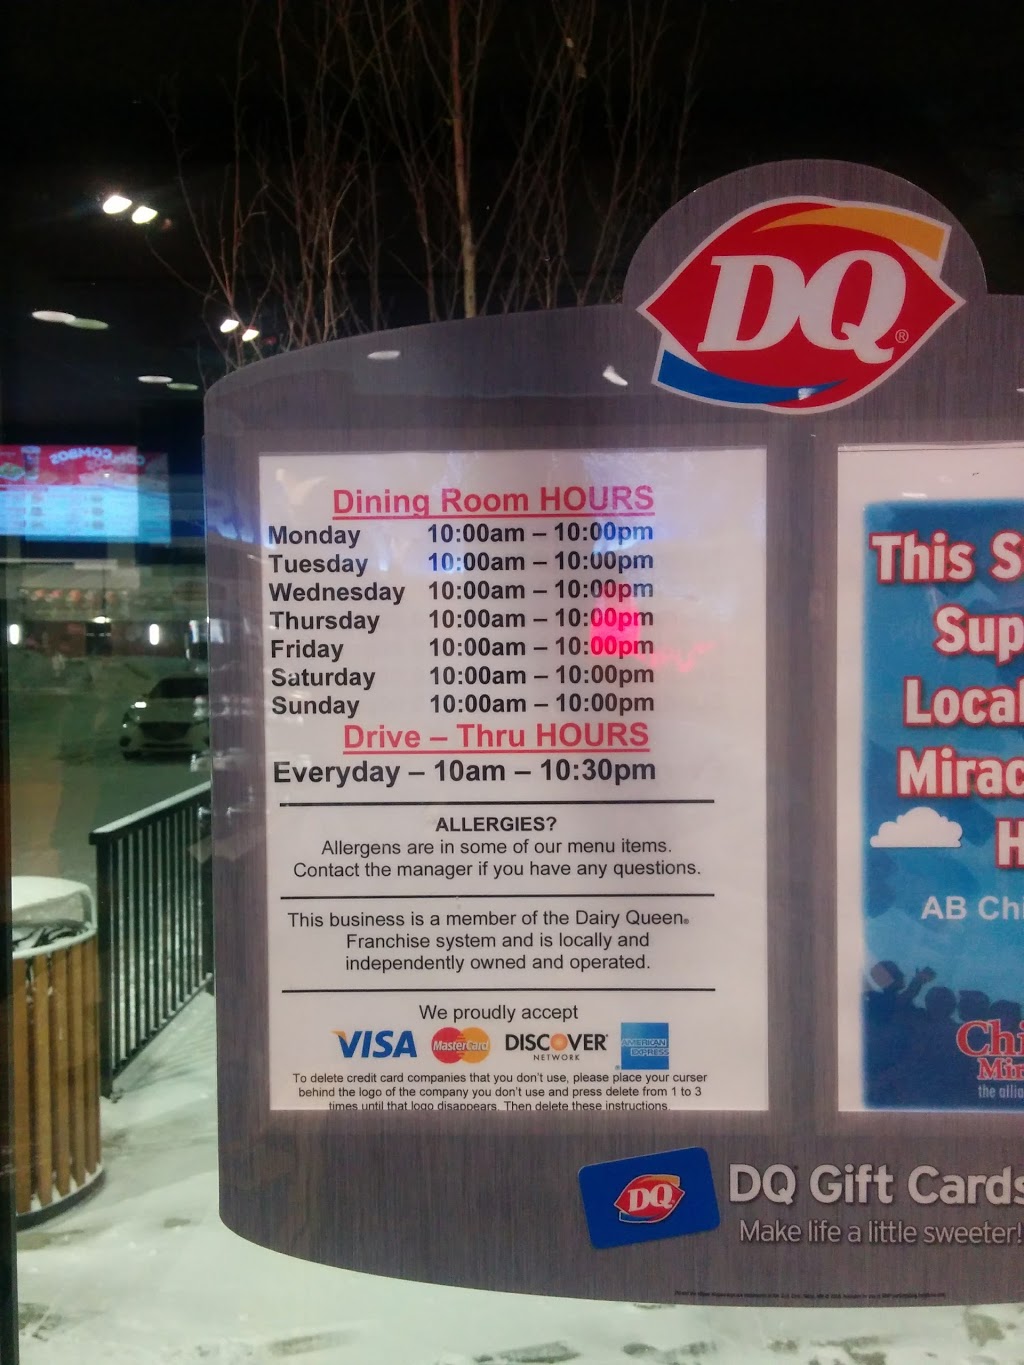 DQ®
Dining Room HOURS
Monday 10:00am – 10:00pm
Tuesday 10:00am – 10:00pm
Wednesday 10:00am – 10:00pm
Thursday 10:00am – 10:00pm
Friday 10:00am – 10:00pm
Saturday 10:00am – 10:00pm
Sunday 10:00am – 10:00pm
Drive – Thru HOURS
Everyday – 10am – 10:30pm
ALLERGIES?
Allergens are in some of our menu items.
Contact the manager if you have any questions.
This business is a member of the Dairy Queen®
Franchise system and is locally and
independently owned and operated.
We proudly accept
VISA MasterCard DISCOVER NETWORK AMERICAN EXPRESS
To delete credit card companies that you don't use, please place your curser
behind the logo of the company you don't use and press delete from 1 to 3
times until that logo disappears. Then delete these instructions.
This S
Sup
Local
Mirac
H
AB Chi
Chi
Mir
the allia
DQ
DQ Gift Cards
Make life a little sweeter!
COMBOS